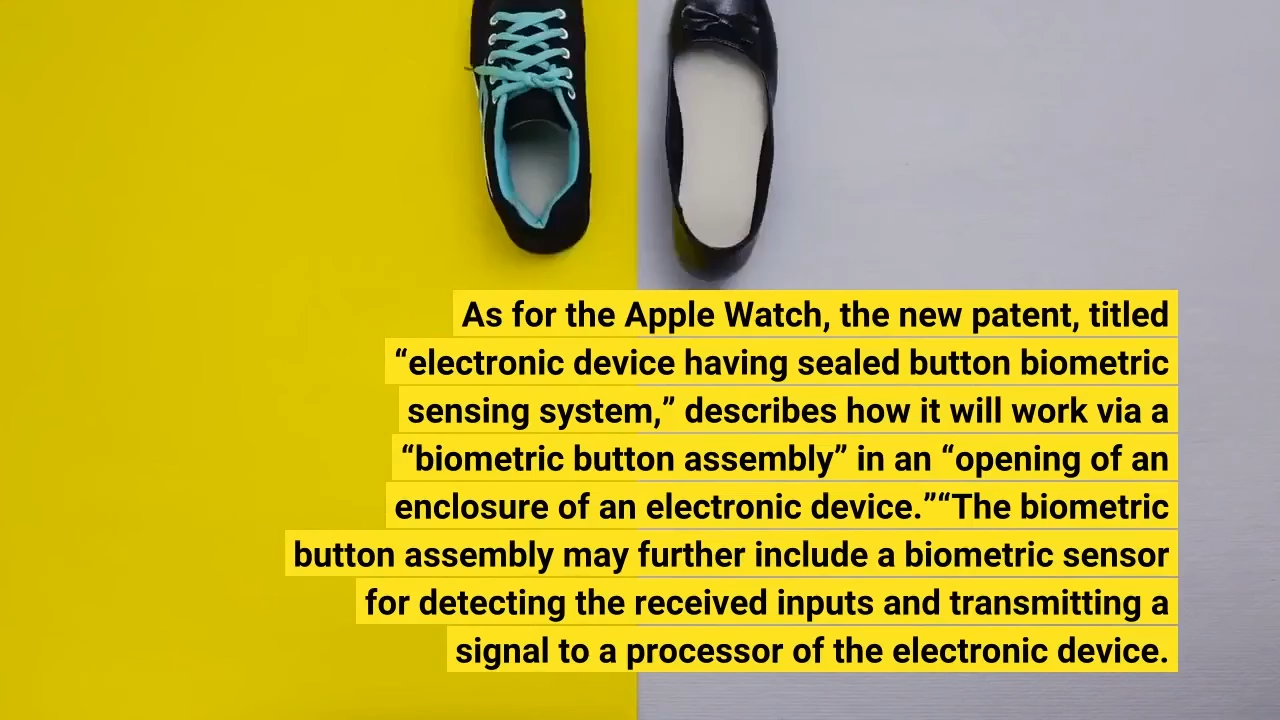 As for the Apple Watch, the new patent, titled
“electronic device having sealed button biometric
sensing system,” describes how it will work via a
“biometric button assembly” in an “opening of an
enclosure of an electronic device.”“The biometric
button assembly may further include a biometric sensor
for detecting the received inputs and transmitting a
signal to a processor of the electronic device.